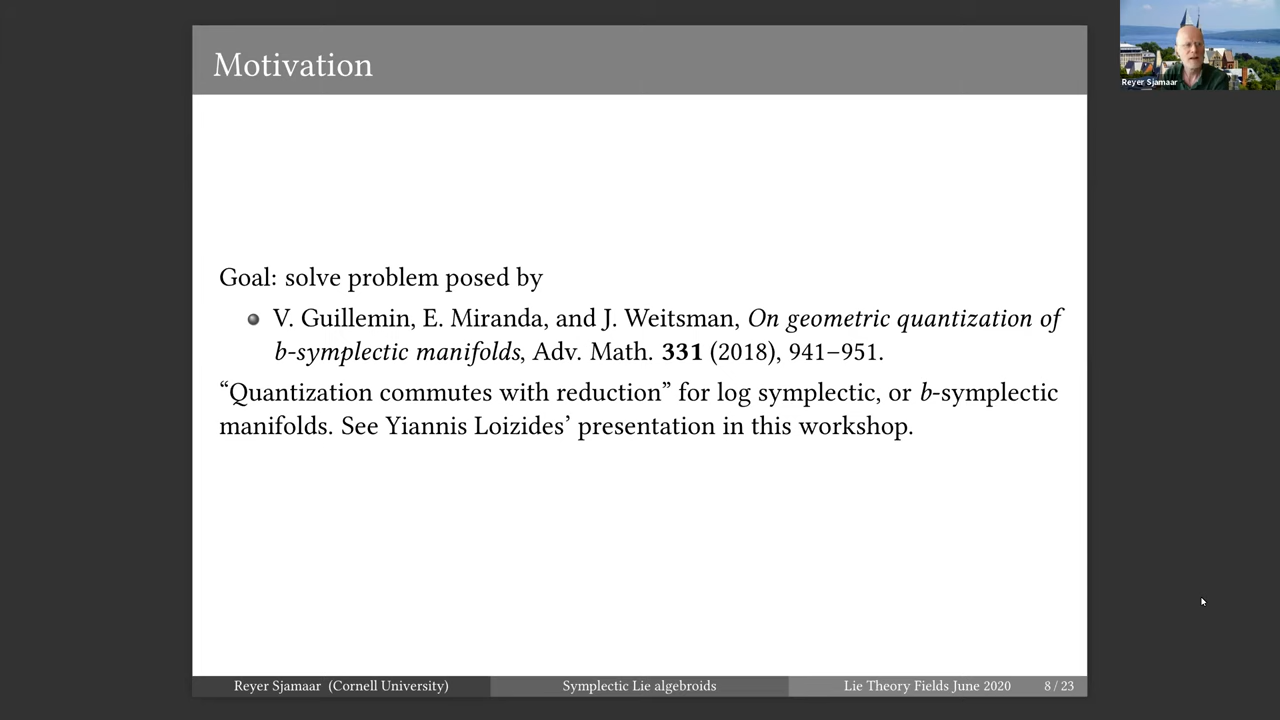 Motivation
Reyer Sjamaar
Goal: solve problem posed by
V. Guillemin, E. Miranda, and J. Weitsman, On geometric quantization of
b-symplectic manifolds, Adv. Math. 331 (2018), 941–951.
“Quantization commutes with reduction” for log symplectic, or b-symplectic
manifolds. See Yiannis Loizides’ presentation in this workshop.
Reyer Sjamaar (Cornell University) Symplectic Lie algebroids Lie Theory Fields June 2020 8 / 23